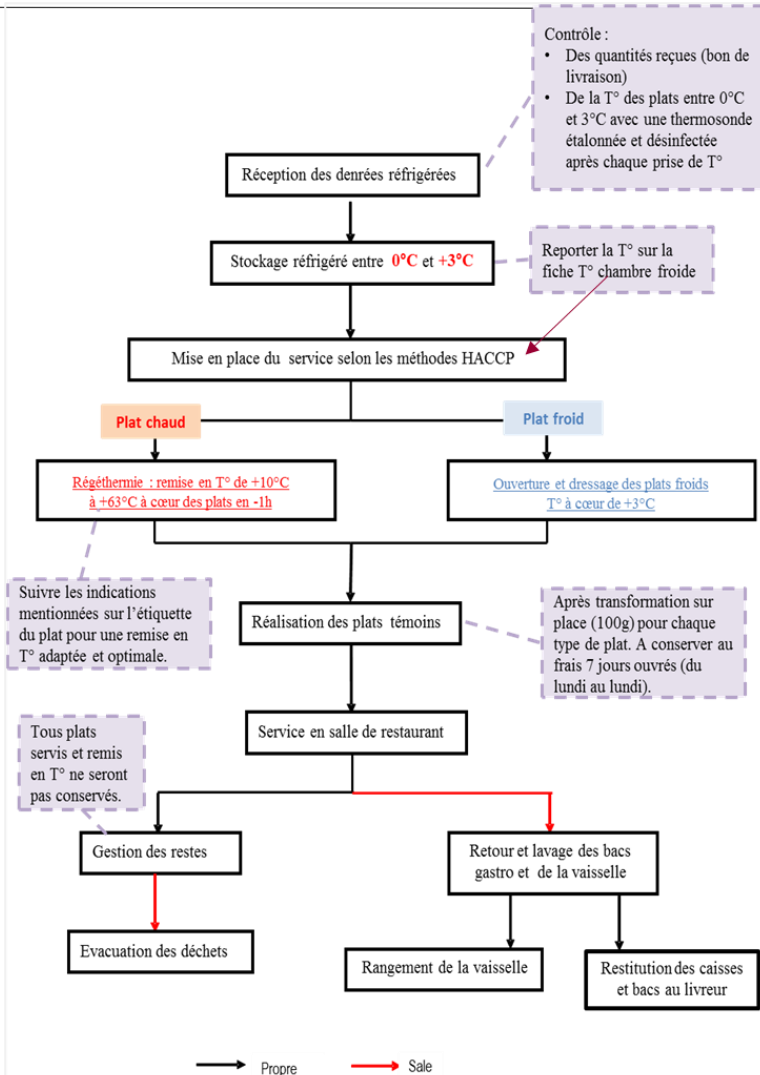 Contrôle :
• Des quantités reçues (bon de
livraison)
• De la T° des plats entre 0°C
et 3°C avec une thermosonde
étalonnée et désinfectée
après chaque prise de T°
Réception des denrées réfrigérées
Stockage réfrigéré entre 0°C et +3°C
Reporter la T° sur la
fiche T° chambre froide
Mise en place du service selon les méthodes HACCP
Plat chaud
Plat froid
Régéthermie : remise en T° de +10°C
à +63°C à cœur des plats en -1h
Ouverture et dressage des plats froids
T° à cœur de +3°C
Suivre les indications
mentionnées sur l'étiquette
du plat pour une remise en
T° adaptée et optimale.
Réalisation des plats témoins
Après transformation sur
place (100g) pour chaque
type de plat. A conserver au
frais 7 jours ouvrés (du
lundi au lundi).
Service en salle de restaurant
Tous plats
servis et remis
en T° ne seront
pas conservés.
Gestion des restes
Retour et lavage des bacs
gastro et de la vaisselle
Evacuation des déchets
Rangement de la vaisselle
Restitution des caisses
et bacs au livreur
Propre
Sale